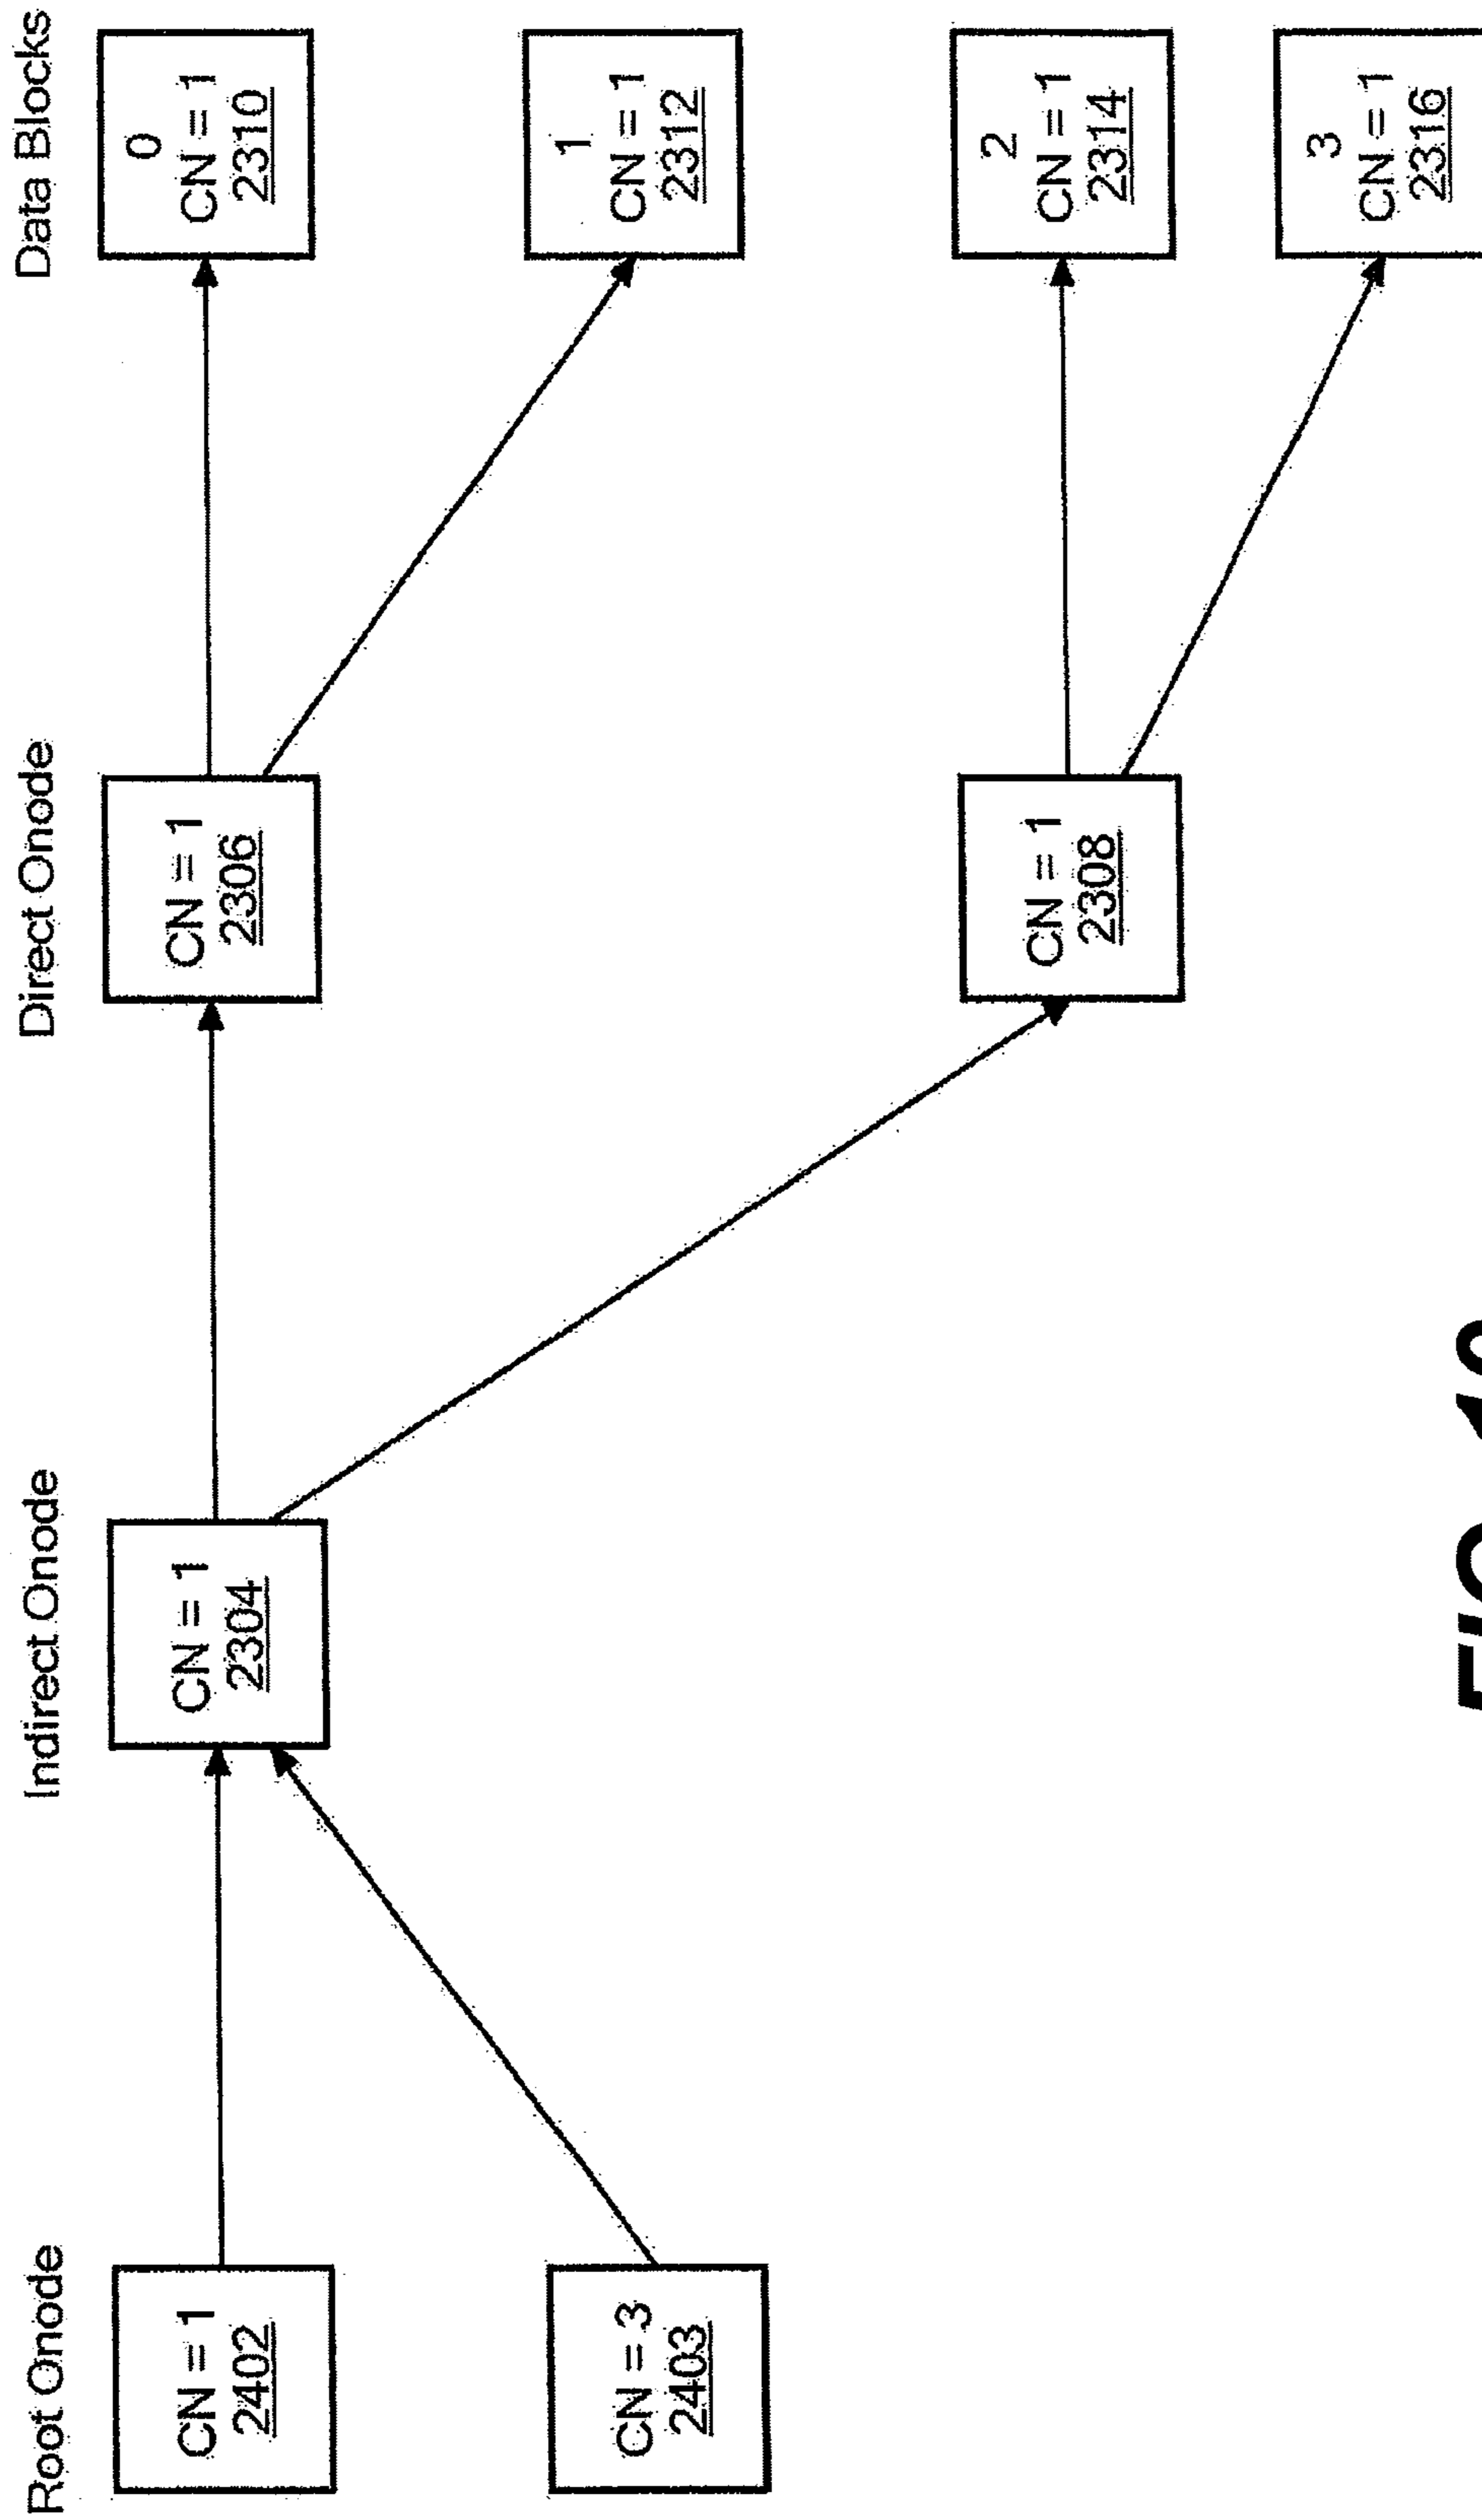 Root Onode
Indirect Onode
Direct Onode
Data Blocks
CN = 1
2402
CN = 3
2403
CN = 1
2304
CN = 1
2306
CN = 1
2308
0
CN = 1
2310
1
CN = 1
2312
2
CN = 1
2314
3
CN = 1
2316